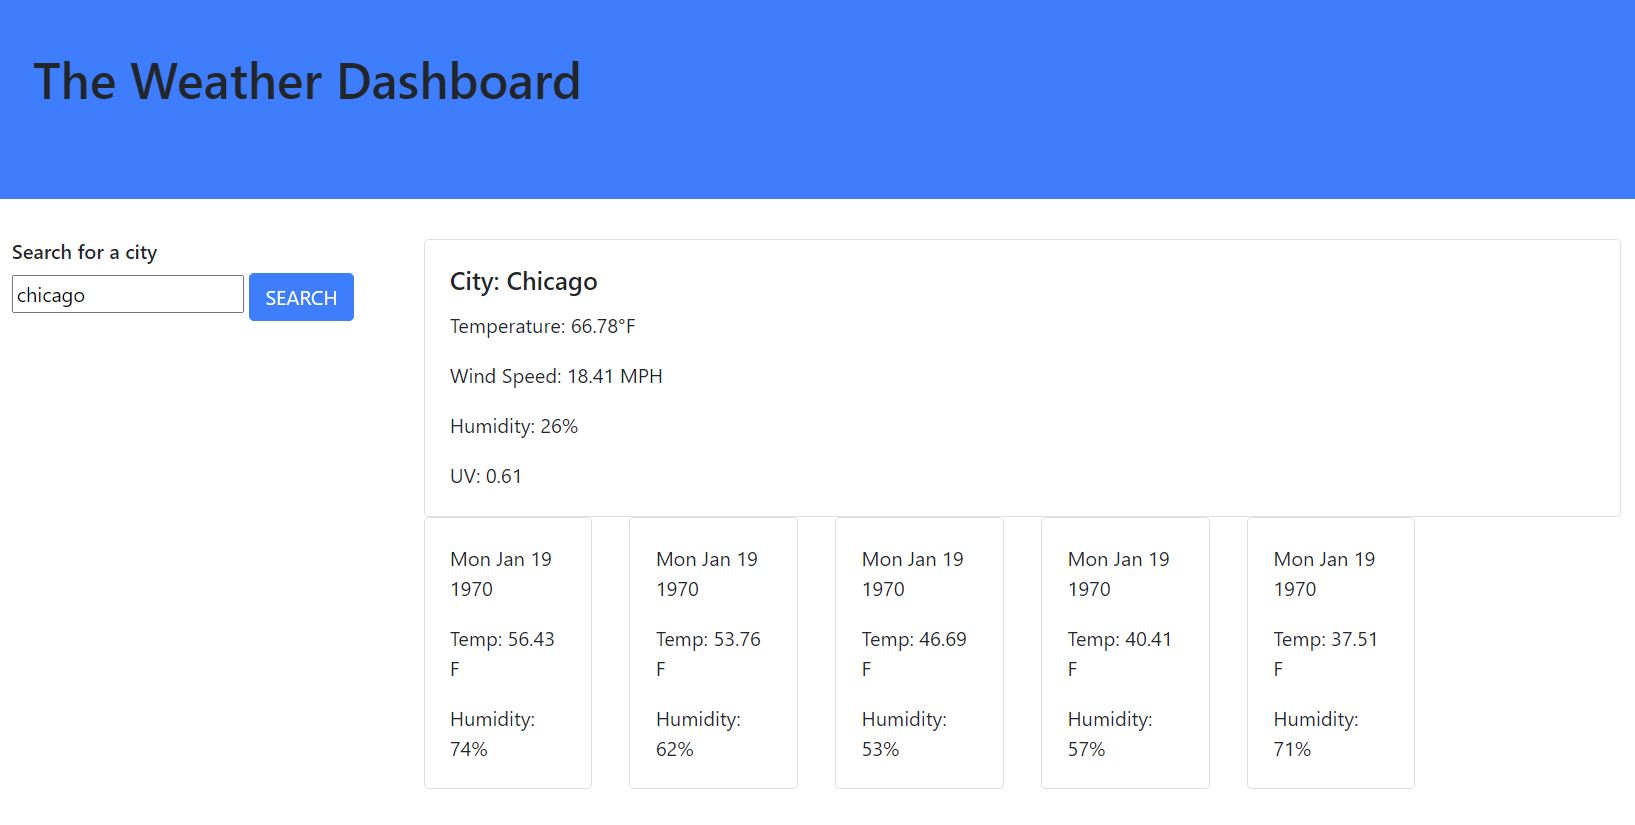 The Weather Dashboard
Search for a city
chicago
SEARCH
City: Chicago
Temperature: 66.78°F
Wind Speed: 18.41 MPH
Humidity: 26%
UV: 0.61
Mon Jan 19
1970
Temp: 56.43
F
Humidity:
74%
Mon Jan 19
1970
Temp: 53.76
F
Humidity:
62%
Mon Jan 19
1970
Temp: 46.69
F
Humidity:
53%
Mon Jan 19
1970
Temp: 40.41
F
Humidity:
57%
Mon Jan 19
1970
Temp: 37.51
F
Humidity:
71%